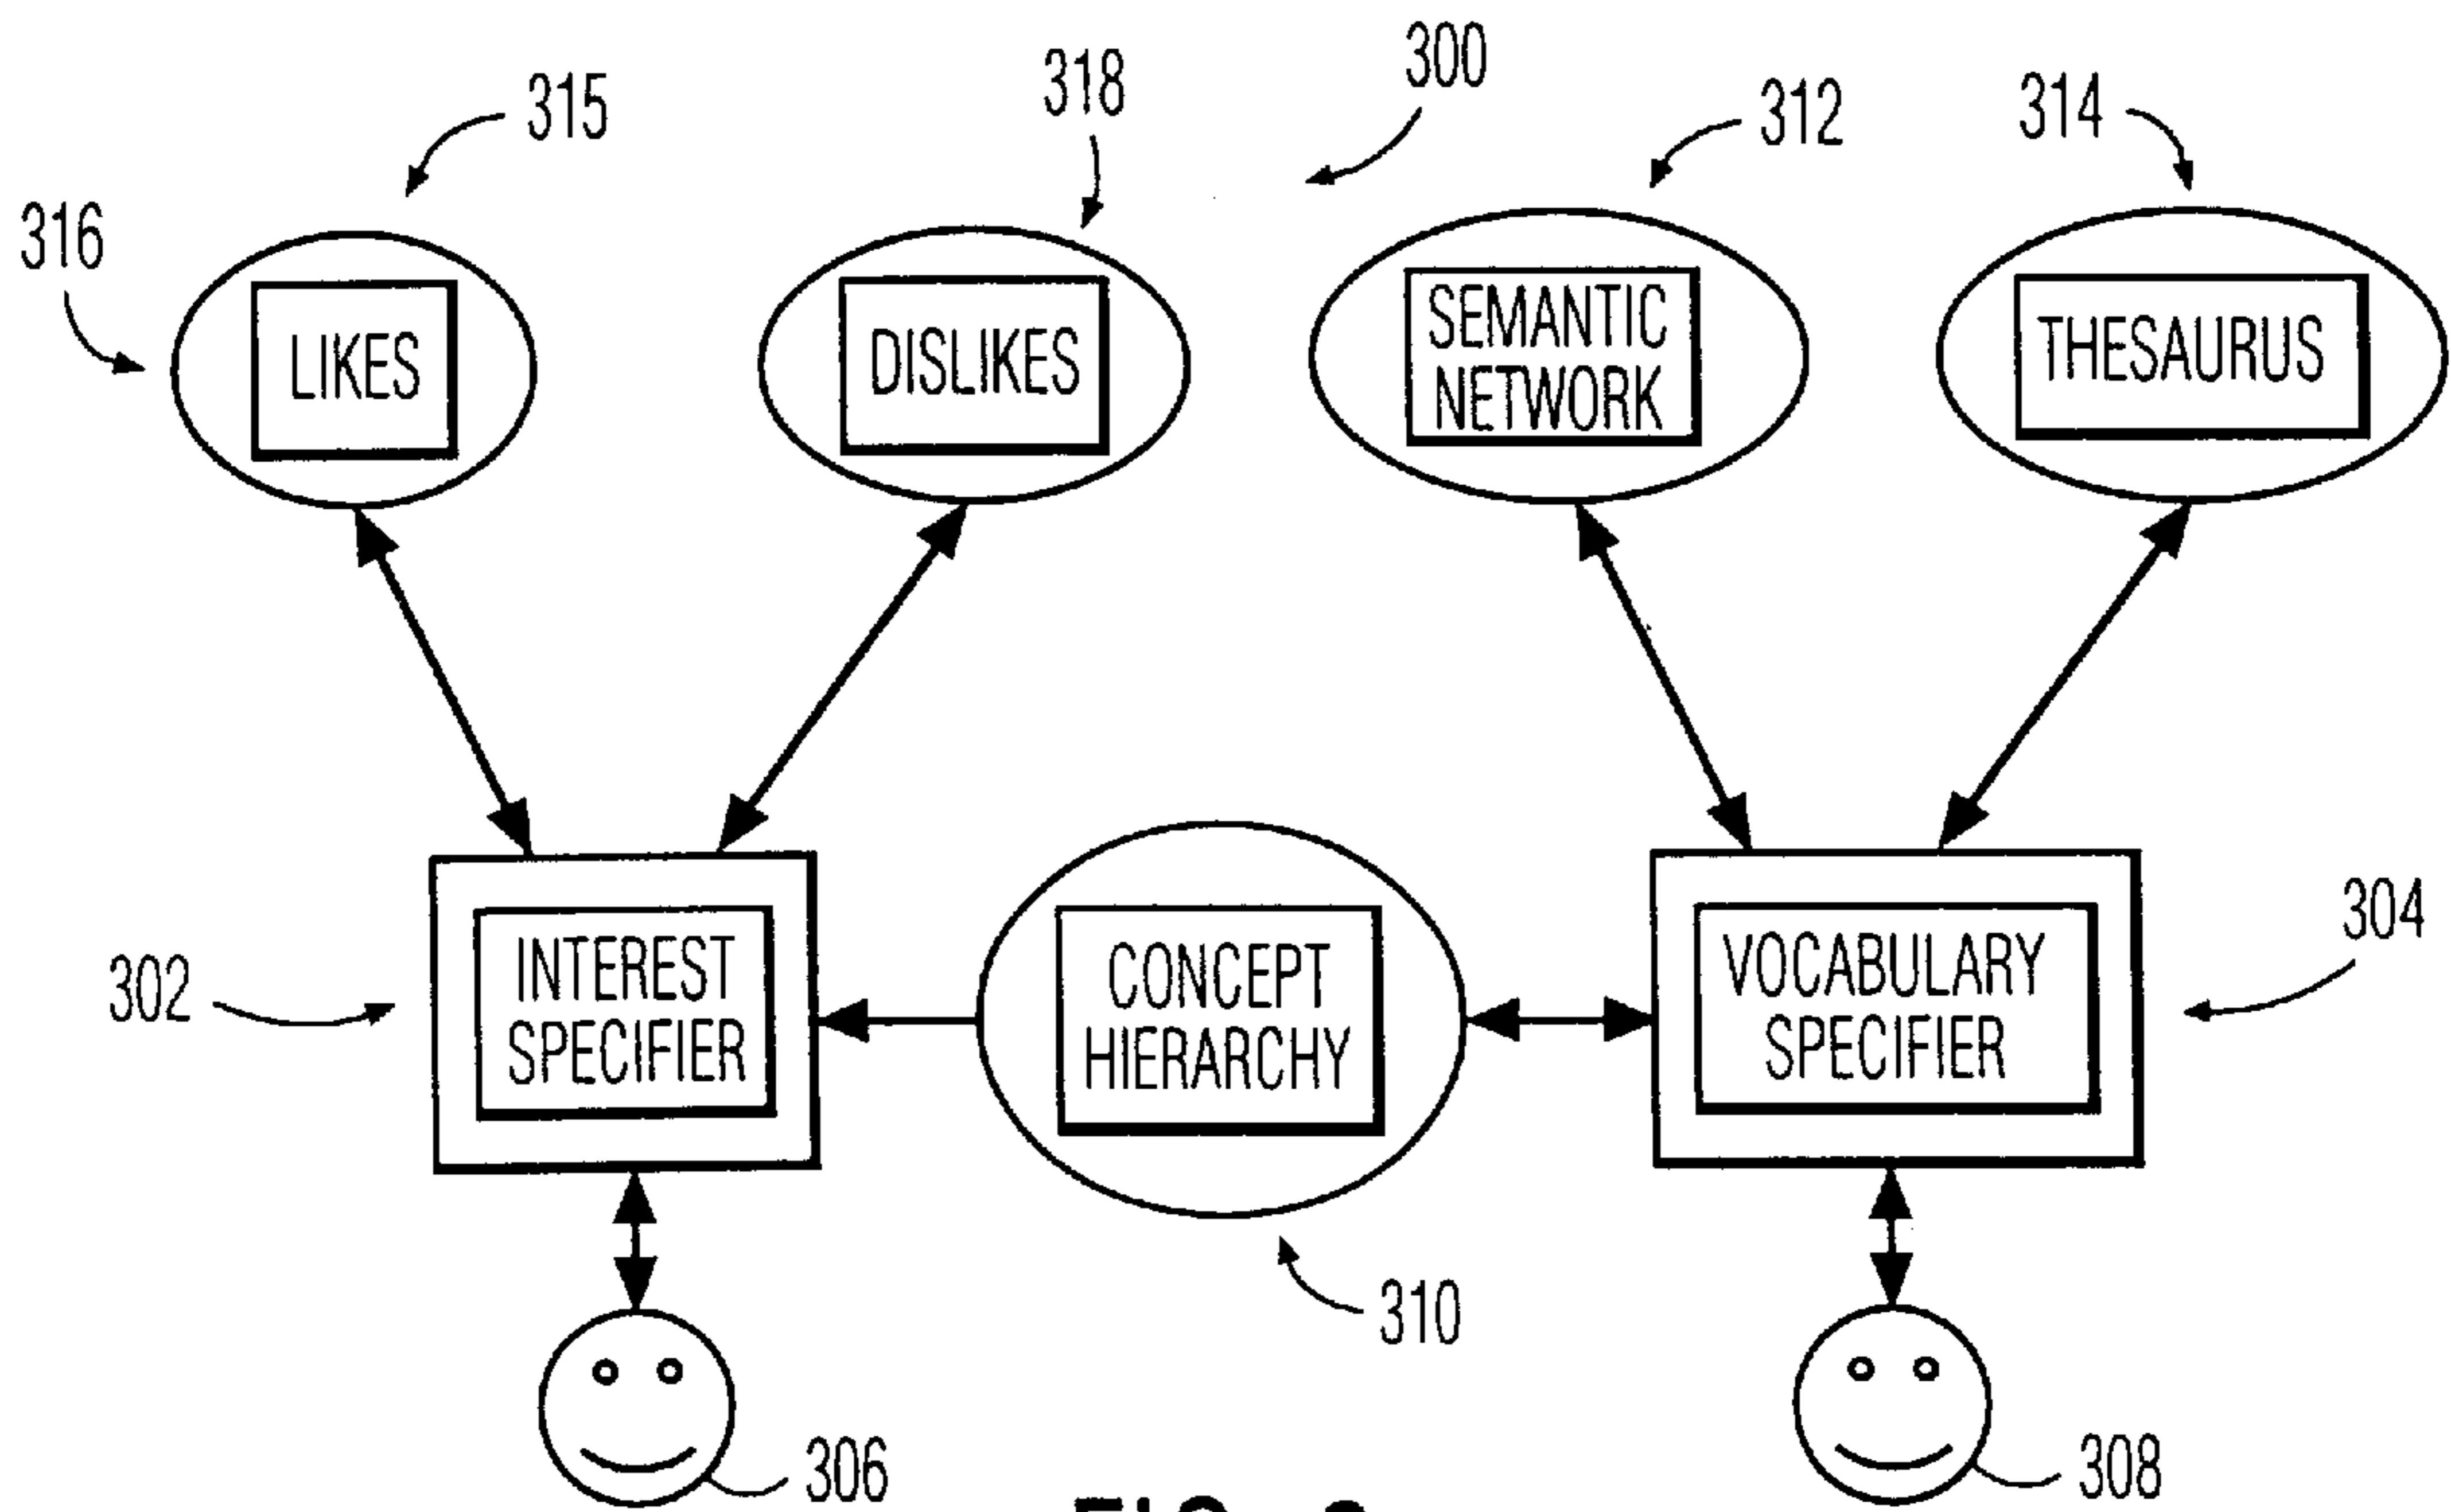 300
315
318
312
314
316
LIKES
DISLIKES
SEMANTIC
NETWORK
THESAURUS
302
INTEREST
SPECIFIER
CONCEPT
HIERARCHY
VOCABULARY
SPECIFIER
304
310
306
308